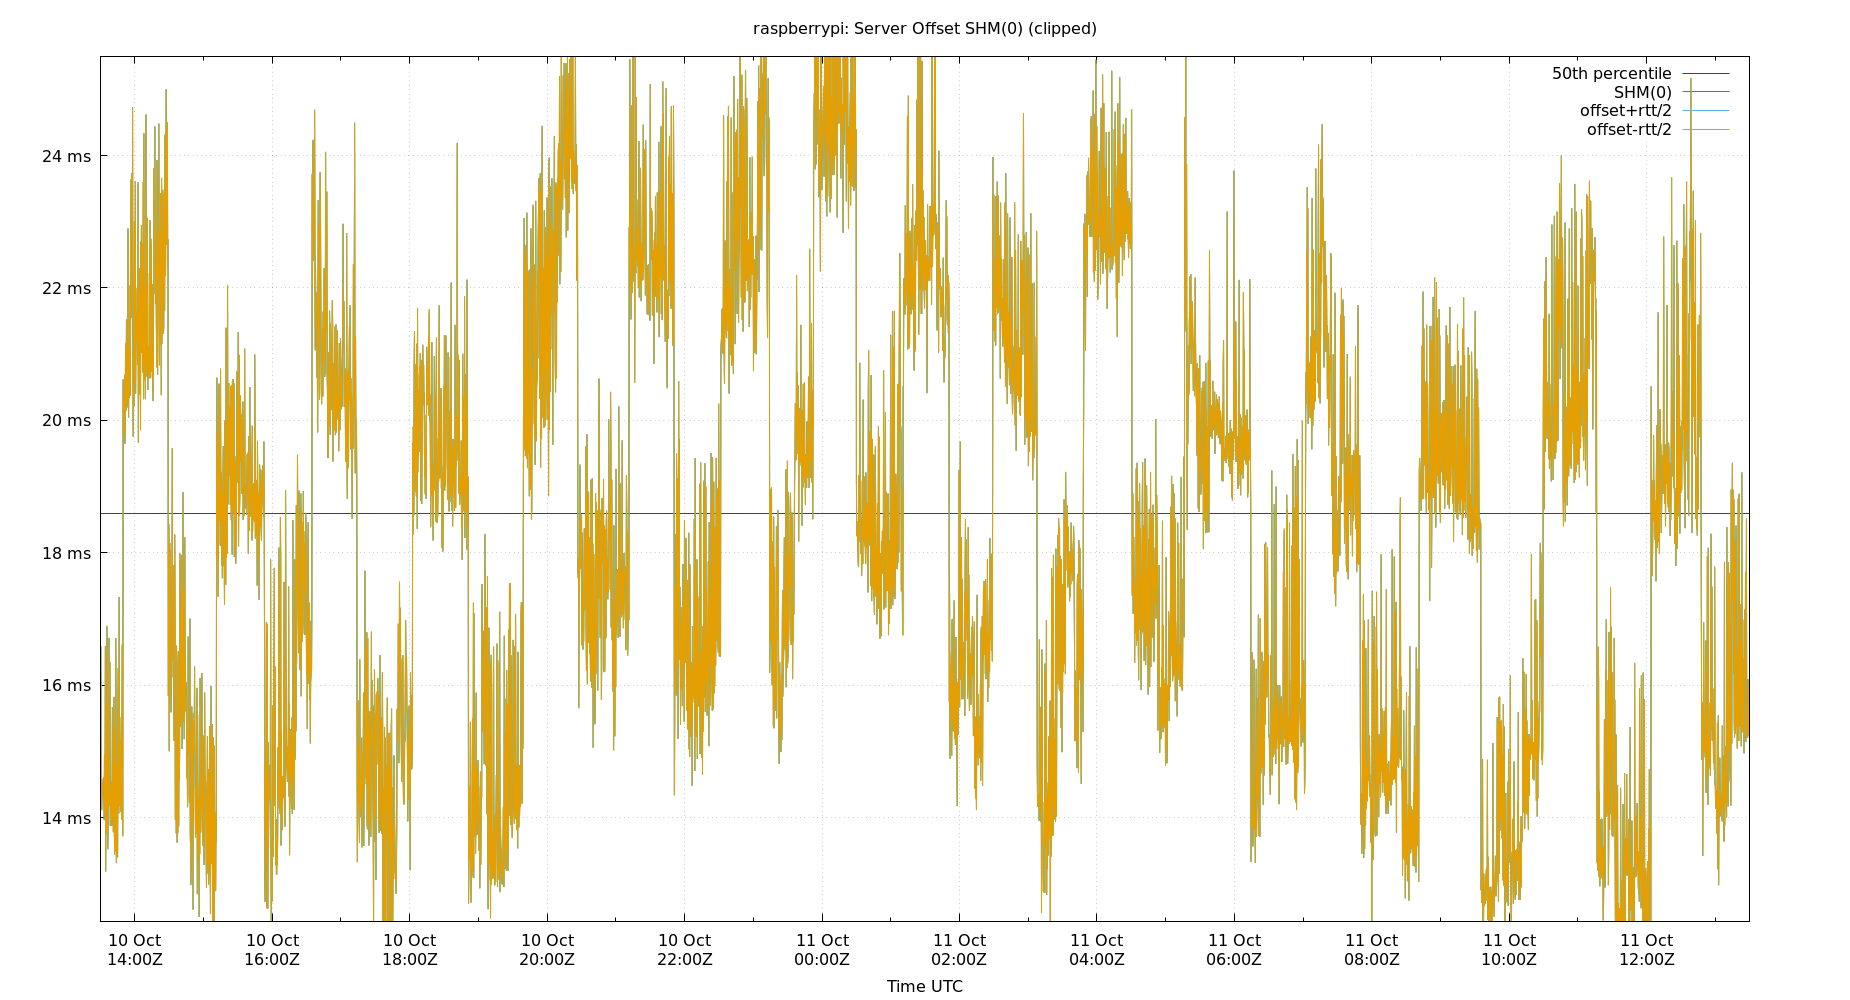 raspberrypi: Server Offset SHM(0) (clipped)
50th percentile
SHM(0)
offset+rtt/2
offset-rtt/2
24 ms
22 ms
20 ms
18 ms
16 ms
14 ms
10 Oct 10 Oct 10 Oct 10 Oct 10 Oct 11 Oct 11 Oct 11 Oct 11 Oct 11 Oct 11 Oct 11 Oct
14:00Z 16:00Z 18:00Z 20:00Z 22:00Z 00:00Z 02:00Z 04:00Z 06:00Z 08:00Z 10:00Z 12:00Z
Time UTC